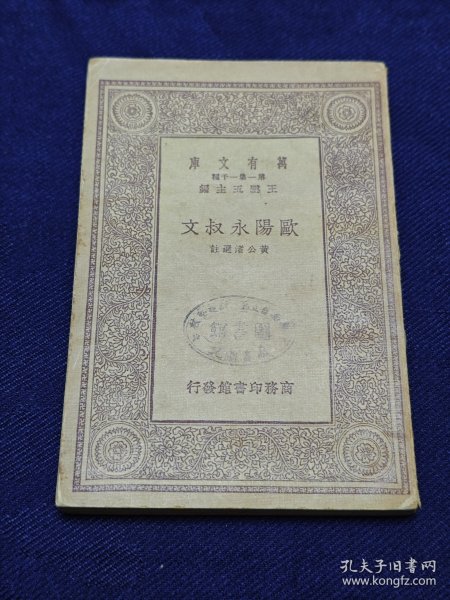 萬有文庫
第一集一千種
王雲五主編
歐陽永叔文
黃公渚選註
商務印書館發行
孔夫子旧书网
www.kongfz.com